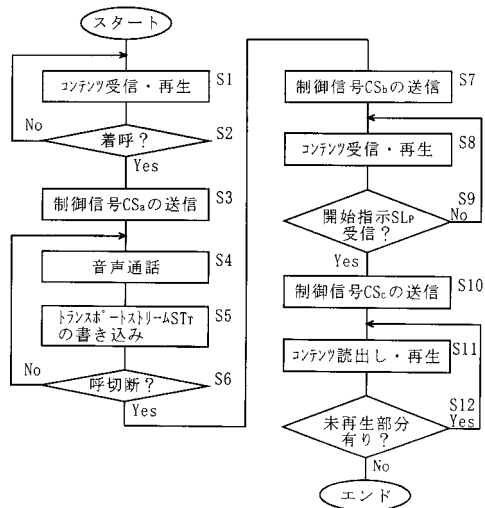 スタート
コンテンツ受信・再生 S1
No
着呼? S2
Yes
制御信号CSaの送信 S3
音声通話 S4
トランスポートストリームSTT
の書き込み S5
No
呼切断? S6
Yes
制御信号CSbの送信 S7
コンテンツ受信・再生 S8
S9
開始指示SLP
受信? No
Yes
制御信号CScの送信 S10
コンテンツ読出し・再生 S11
S12
未再生部分
有り? Yes
No
エンド